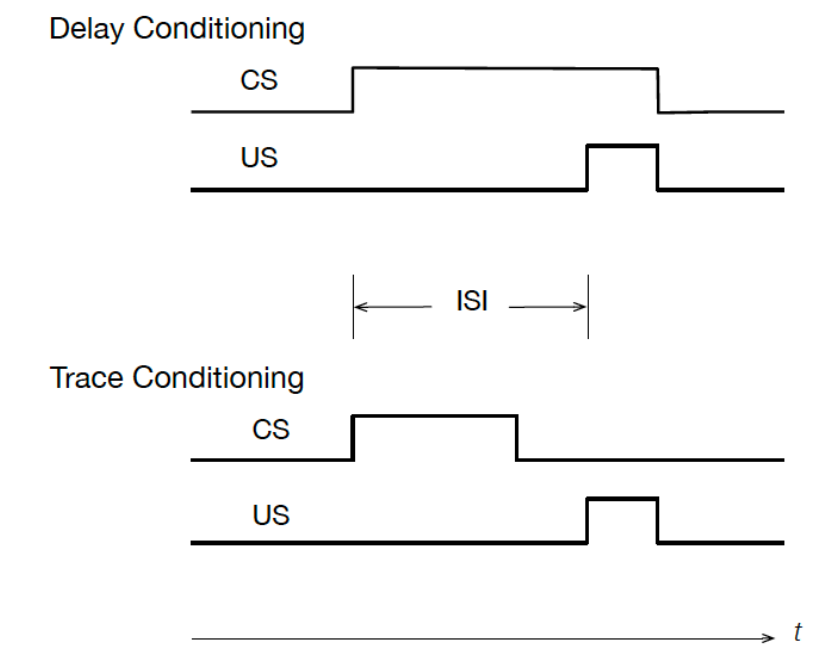 Delay Conditioning
CS
US
ISI
Trace Conditioning
CS
US
t